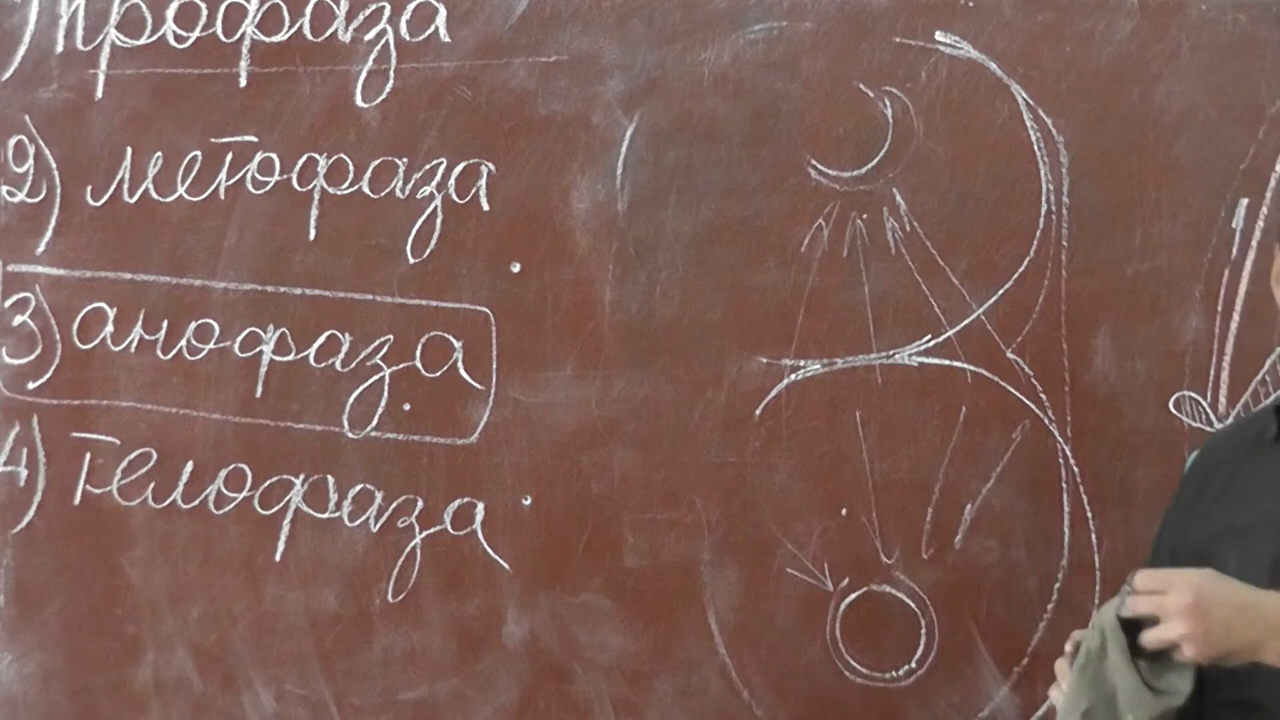 ) профаза
2) метофаза
3) анофаза
4) телофаза